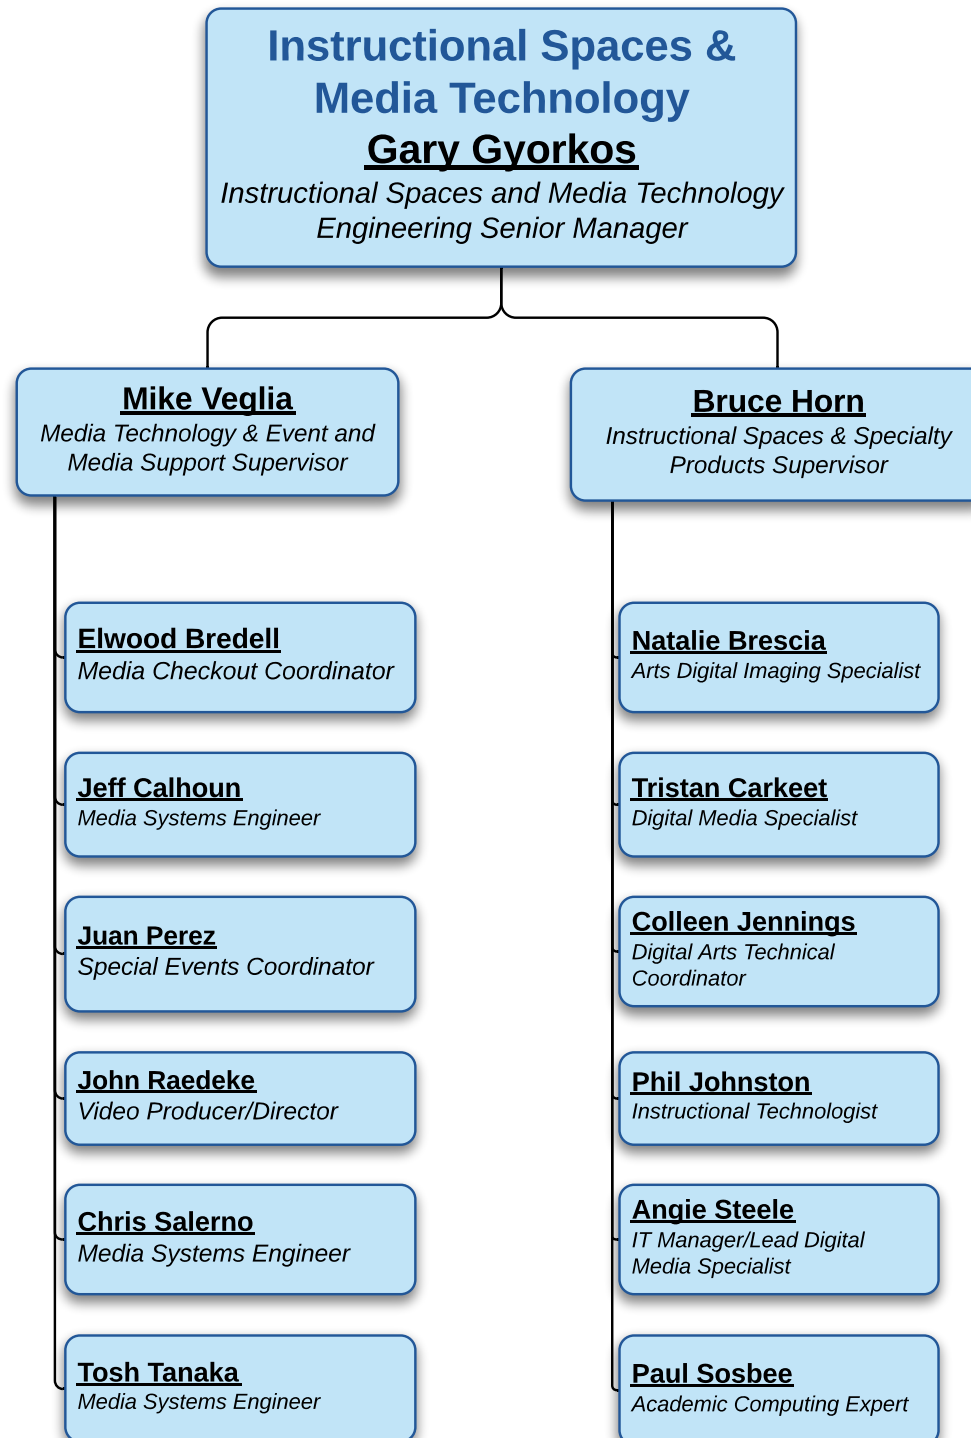 Instructional Spaces &
Media Technology
Gary Gyorkos
Instructional Spaces and Media Technology
Engineering Senior Manager
Mike Veglia
Media Technology & Event and
Media Support Supervisor
Bruce Horn
Instructional Spaces & Specialty
Products Supervisor
Elwood Bredell
Media Checkout Coordinator
Jeff Calhoun
Media Systems Engineer
Juan Perez
Special Events Coordinator
John Raedeke
Video Producer/Director
Chris Salerno
Media Systems Engineer
Tosh Tanaka
Media Systems Engineer
Natalie Brescia
Arts Digital Imaging Specialist
Tristan Carkeet
Digital Media Specialist
Colleen Jennings
Digital Arts Technical
Coordinator
Phil Johnston
Instructional Technologist
Angie Steele
IT Manager/Lead Digital
Media Specialist
Paul Sosbee
Academic Computing Expert